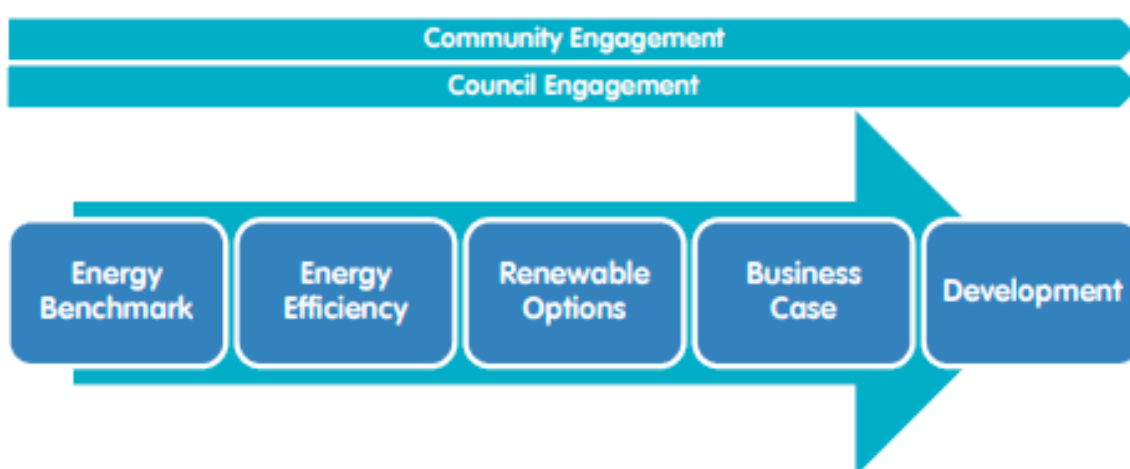 Community Engagement
Council Engagement
Energy
Benchmark
Energy
Efficiency
Renewable
Options
Business
Case
Development